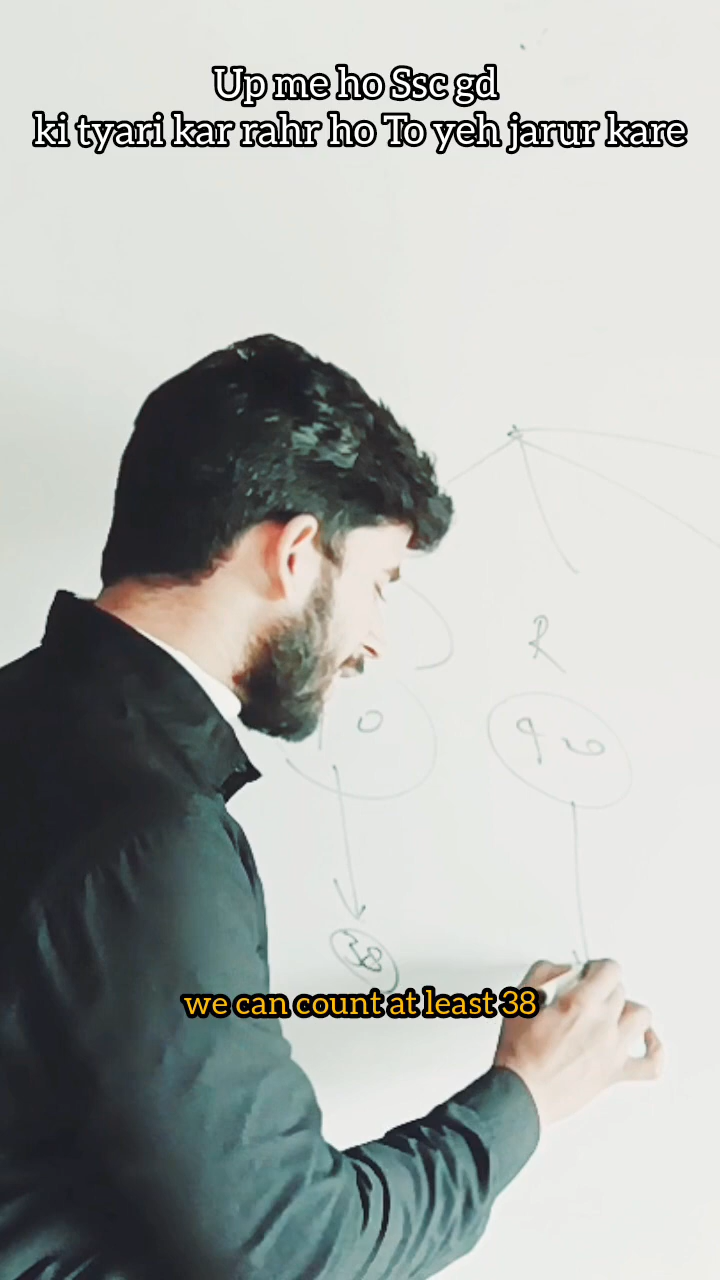 Up me ho Ssc gd
ki tyari kar rahr ho To yeh jarur kare
R
40
38
we can count at least 38